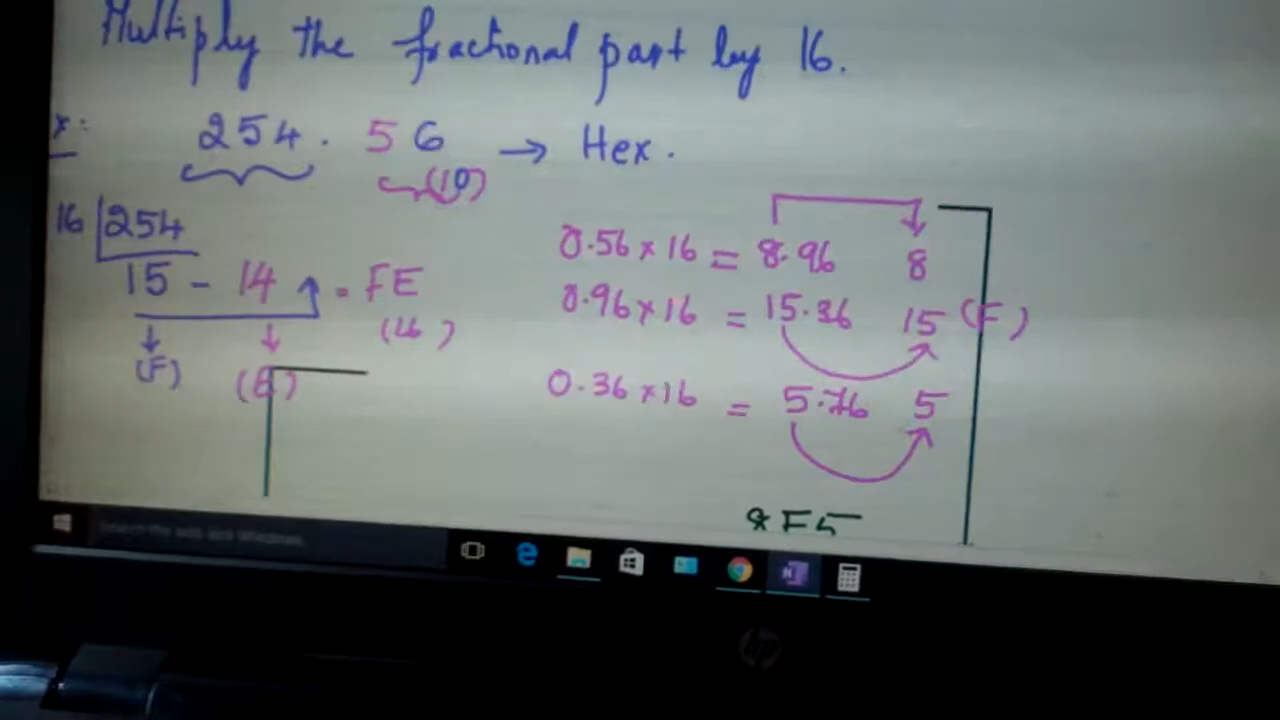 Multiply the fractional part by 16.
x:
254.56 → Hex.
(10)
16 254
15 - 14 = FE
(16)
(F) (E)
0.56 x 16 = 8.96 8
0.96 x 16 = 15.36 15 (F)
0.36 x 16 = 5.76 5
8F5
hp